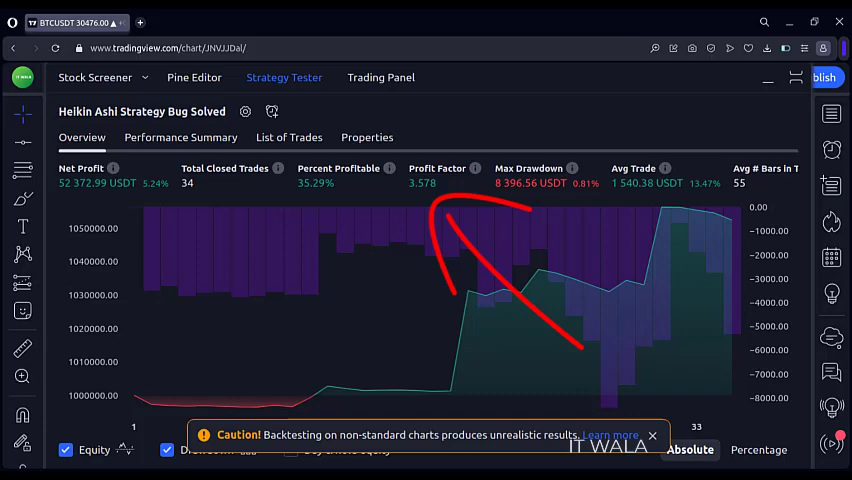 BTCUSDT 30476.00
www.tradingview.com/chart/JNVJJDal/
IT WALA
Stock Screener Pine Editor Strategy Tester Trading Panel
blish
Heikin Ashi Strategy Bug Solved
Overview Performance Summary List of Trades Properties
Net Profit Total Closed Trades Percent Profitable Profit Factor Max Drawdown Avg Trade Avg # Bars in T
52 372.99 USDT 5.24% 34 35.29% 3.578 8 396.56 USDT 0.81% 1 540.38 USDT 13.47% 55
0.00
1050000.00 -1000.00
-2000.00
1040000.00
-3000.00
1030000.00 -4000.00
1020000.00 -5000.00
-6000.00
1010000.00
-7000.00
1000000.00 -8000.00
1 33
Caution! Backtesting on non-standard charts produces unrealistic results. Learn more
IT WALA
Equity Absolute Percentage